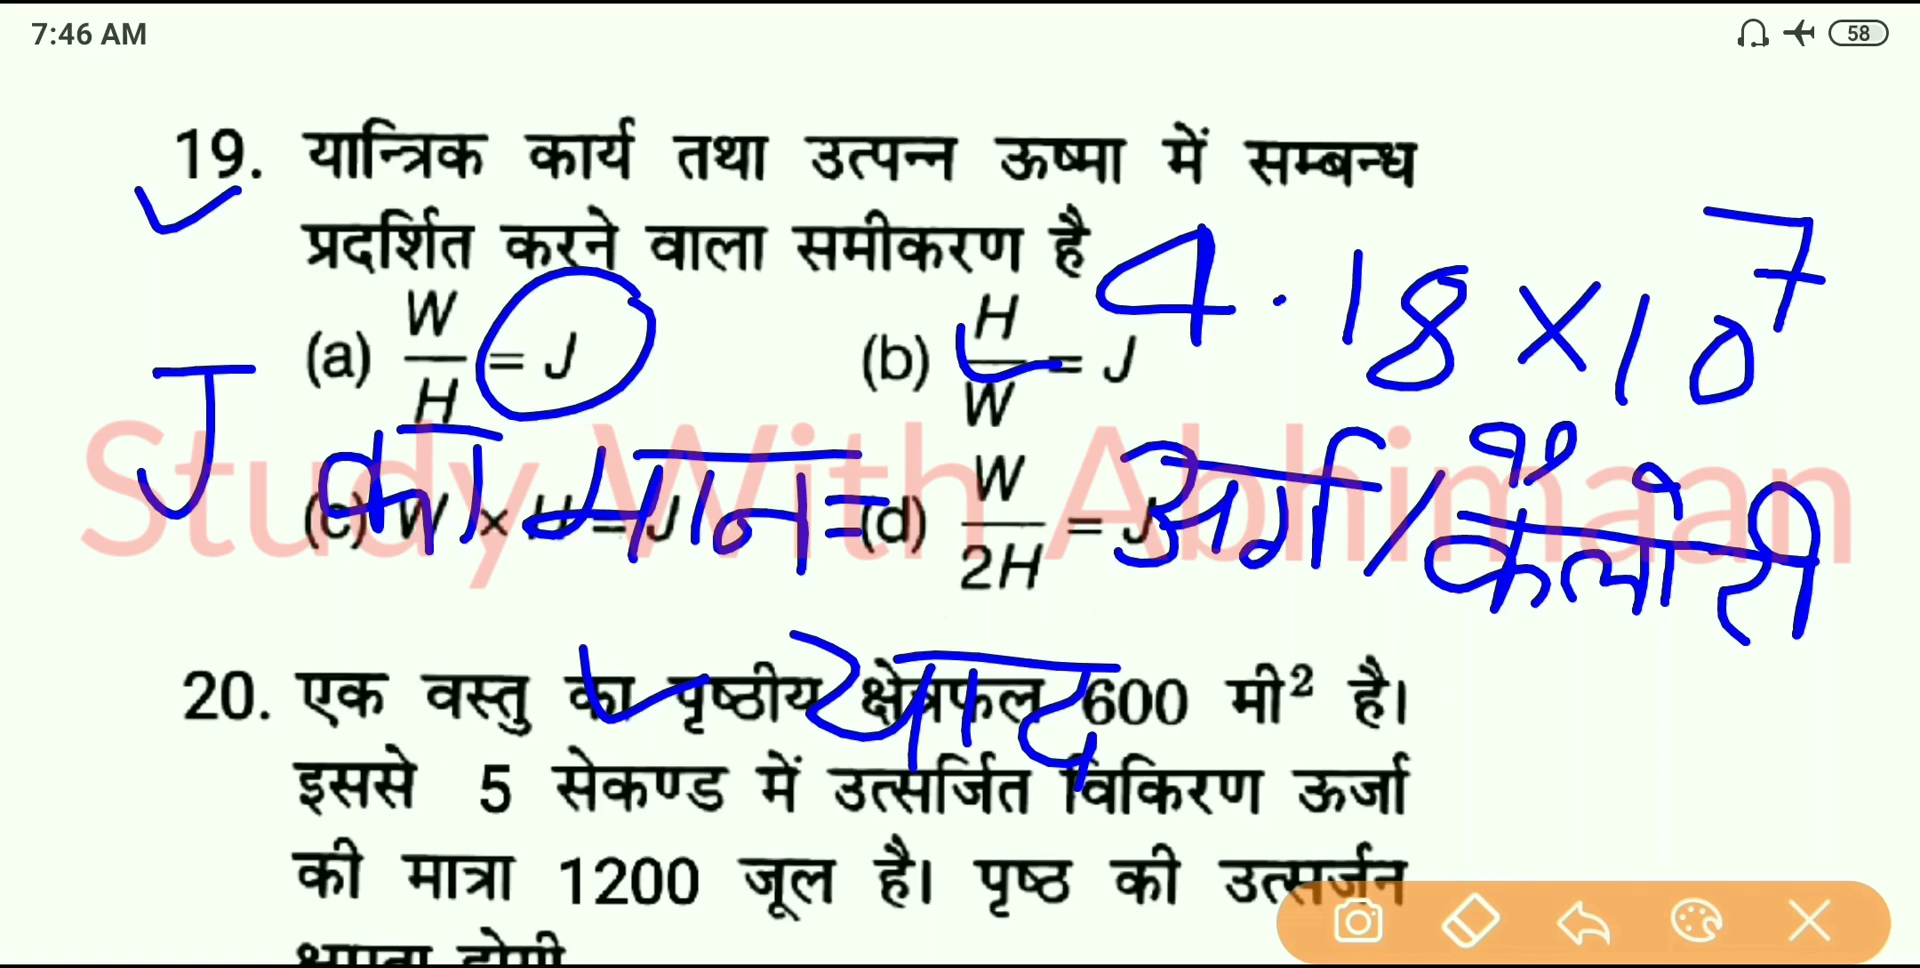 7:46 AM
58
19. यान्त्रिक कार्य तथा उत्पन्न ऊष्मा में सम्बन्ध
प्रदर्शित करने वाला समीकरण है
4.18×10⁷
(a) W/H = J (b) H/W = J
J का मान = अर्ग/कैलोरी
(c) W × H = J (d) W/2H = J
Study With Abhimaan
याद
20. एक वस्तु का पृष्ठीय क्षेत्रफल 600 मी² है।
इससे 5 सेकण्ड में उत्सर्जित विकिरण ऊर्जा
की मात्रा 1200 जूल है। पृष्ठ की उत्सर्जन
क्षमता होगी